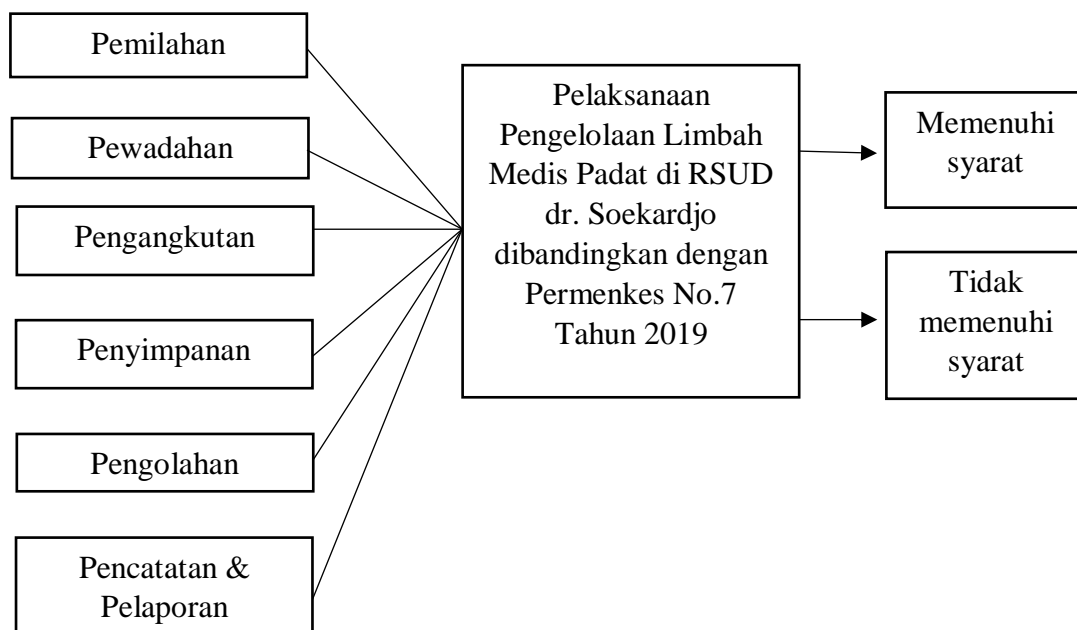 Pemilahan
Pewadahan
Pengangkutan
Penyimpanan
Pengolahan
Pencatatan &
Pelaporan
Pelaksanaan
Pengelolaan Limbah
Medis Padat di RSUD
dr. Soekardjo
dibandingkan dengan
Permenkes No.7
Tahun 2019
Memenuhi
syarat
Tidak
memenuhi
syarat